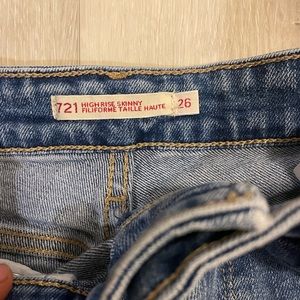 721 HIGH RISE SKINNY 26
FILIFORME TAILLE HAUTE